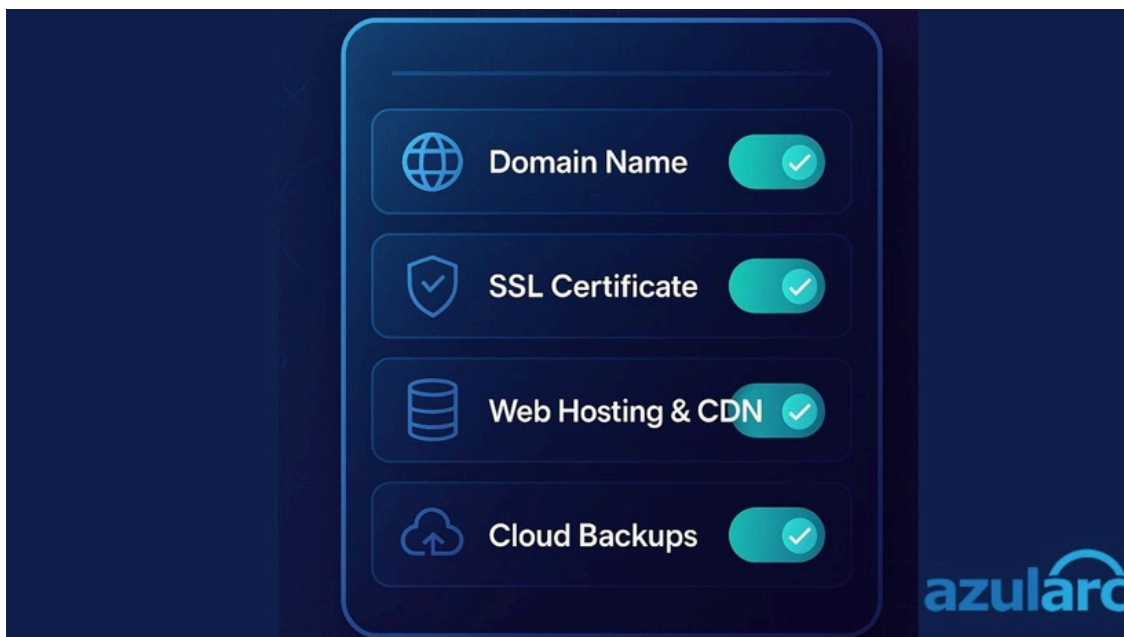 Domain Name
SSL Certificate
Web Hosting & CDN
Cloud Backups
azularc